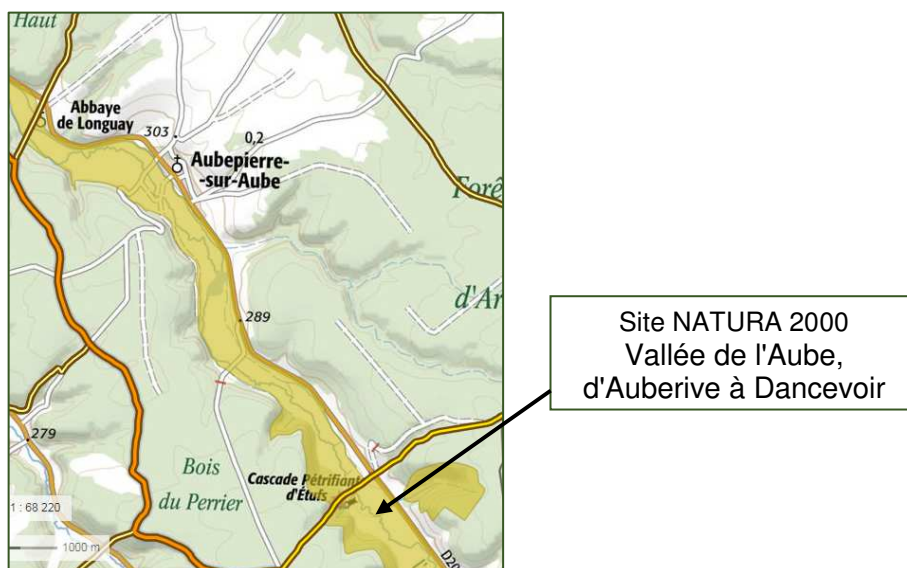 Haut
Abbaye
de Longuay
303
0,2
Aubepierre
-sur-Aube
Forê
d'Ar
289
Site NATURA 2000
Vallée de l'Aube,
d'Auberive à Dancevoir
279
Bois
du Perrier
Cascade Pétrifiant
d'Étufs
1 : 68 220
1000 m
D20